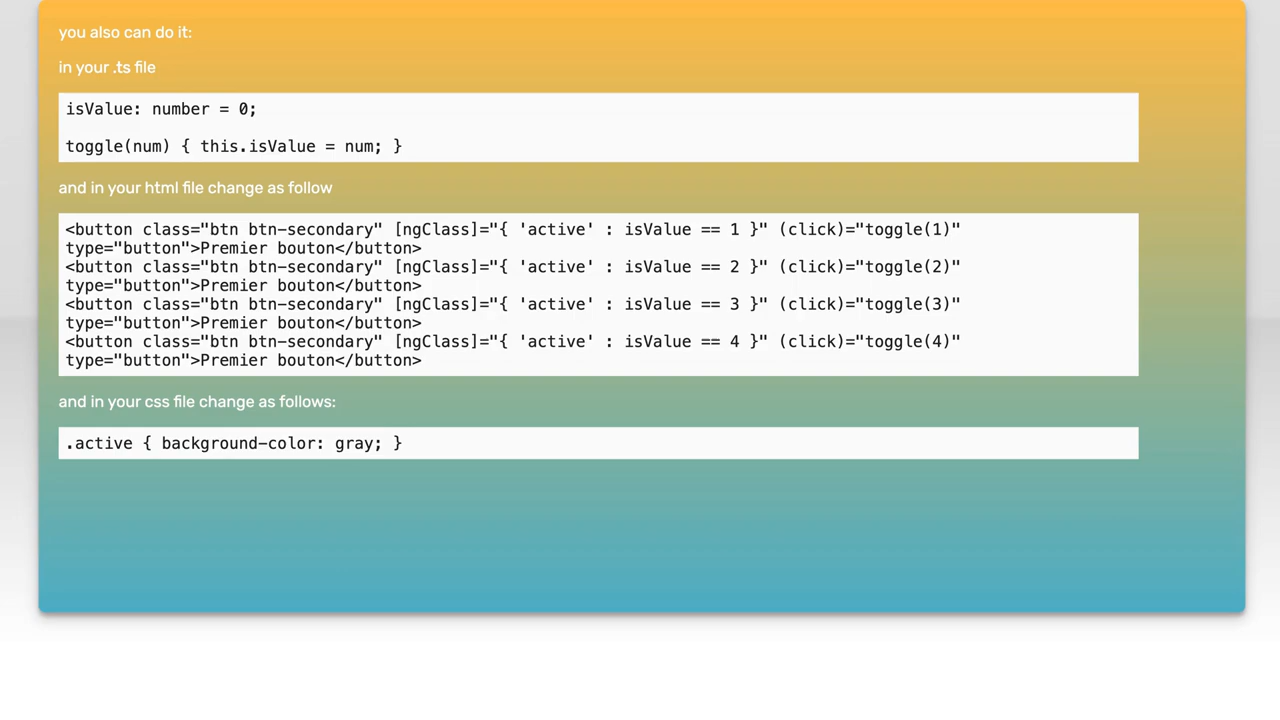 you also can do it:
in your .ts file
isValue: number = 0;
toggle(num) { this.isValue = num; }
and in your html file change as follow
<button class="btn btn-secondary" [ngClass]="{ 'active' : isValue == 1 }" (click)="toggle(1)"
type="button">Premier bouton</button>
<button class="btn btn-secondary" [ngClass]="{ 'active' : isValue == 2 }" (click)="toggle(2)"
type="button">Premier bouton</button>
<button class="btn btn-secondary" [ngClass]="{ 'active' : isValue == 3 }" (click)="toggle(3)"
type="button">Premier bouton</button>
<button class="btn btn-secondary" [ngClass]="{ 'active' : isValue == 4 }" (click)="toggle(4)"
type="button">Premier bouton</button>
and in your css file change as follows:
.active { background-color: gray; }